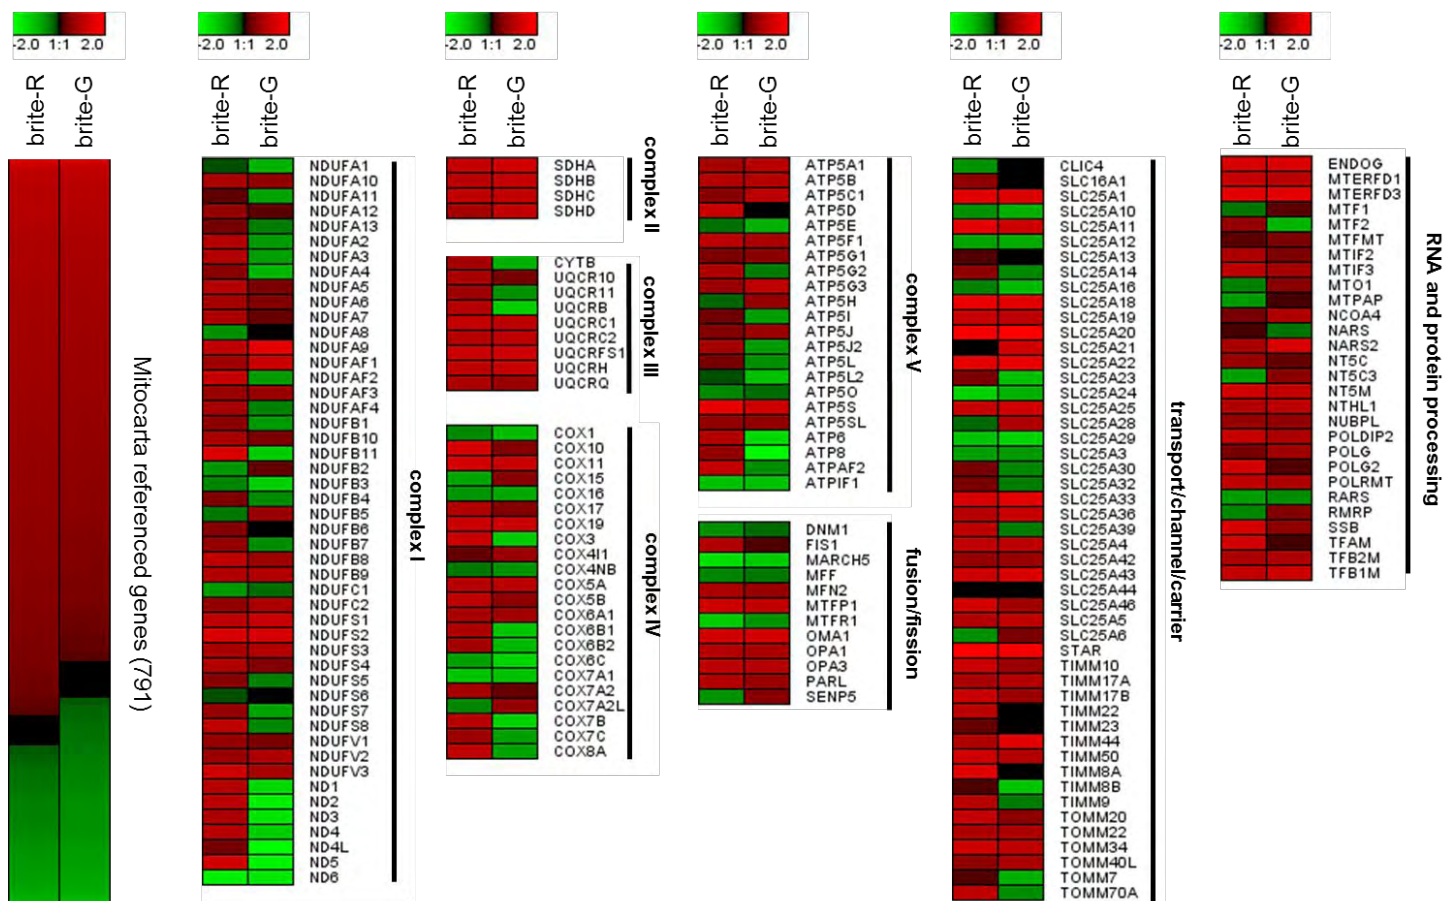 -2.0 1:1 2.0
brite-R
brite-G
Mitocarta referenced genes (791)
-2.0 1:1 2.0
brite-R
brite-G
NDUFA1
NDUFA10
NDUFA11
NDUFA12
NDUFA13
NDUFA2
NDUFA3
NDUFA4
NDUFA5
NDUFA6
NDUFA7
NDUFA8
NDUFA9
NDUFAF1
NDUFAF2
NDUFAF3
NDUFAF4
NDUFB1
NDUFB10
NDUFB11
NDUFB2
NDUFB3
NDUFB4
NDUFB5
NDUFB6
NDUFB7
NDUFB8
NDUFB9
NDUFC1
NDUFC2
NDUFS1
NDUFS2
NDUFS3
NDUFS4
NDUFS5
NDUFS6
NDUFS7
NDUFS8
NDUFV1
NDUFV2
NDUFV3
ND1
ND2
ND3
ND4
ND4L
ND5
ND6
complex I
-2.0 1:1 2.0
brite-R
brite-G
SDHA
SDHB
SDHC
SDHD
complex II
CYTB
UQCR10
UQCR11
UQCRB
UQCRC1
UQCRC2
UQCRFS1
UQCRH
UQCRQ
complex III
COX1
COX10
COX11
COX15
COX16
COX17
COX19
COX3
COX4I1
COX4NB
COX5A
COX5B
COX6A1
COX6B1
COX6B2
COX6C
COX7A1
COX7A2
COX7A2L
COX7B
COX7C
COX8A
complex IV
-2.0 1:1 2.0
brite-R
brite-G
ATP5A1
ATP5B
ATP5C1
ATP5D
ATP5E
ATP5F1
ATP5G1
ATP5G2
ATP5G3
ATP5H
ATP5I
ATP5J
ATP5J2
ATP5L
ATP5L2
ATP5O
ATP5S
ATP5SL
ATP6
ATP8
ATPAF2
ATPIF1
complex V
DNM1
FIS1
MARCH5
MFF
MFN2
MTFP1
MTFR1
OMA1
OPA1
OPA3
PARL
SENP5
fusion/fission
-2.0 1:1 2.0
brite-R
brite-G
CLIC4
SLC16A1
SLC25A1
SLC25A10
SLC25A11
SLC25A12
SLC25A13
SLC25A14
SLC25A16
SLC25A18
SLC25A19
SLC25A20
SLC25A21
SLC25A22
SLC25A23
SLC25A24
SLC25A25
SLC25A28
SLC25A29
SLC25A3
SLC25A30
SLC25A32
SLC25A33
SLC25A36
SLC25A39
SLC25A4
SLC25A42
SLC25A43
SLC25A44
SLC25A46
SLC25A5
SLC25A6
STAR
TIMM10
TIMM17A
TIMM17B
TIMM22
TIMM23
TIMM44
TIMM50
TIMM8A
TIMM8B
TIMM9
TOMM20
TOMM22
TOMM34
TOMM40L
TOMM7
TOMM70A
transport/channel/carrier
-2.0 1:1 2.0
brite-R
brite-G
ENDOG
MTERFD1
MTERFD3
MTF1
MTF2
MTFMT
MTIF2
MTIF3
MTO1
MTPAP
NCOA4
NARS
NARS2
NT5C
NT5C3
NT5M
NTHL1
NUBPL
POLDIP2
POLG
POLG2
POLRMT
RARS
RMRP
SSB
TFAM
TFB2M
TFB1M
RNA and protein processing